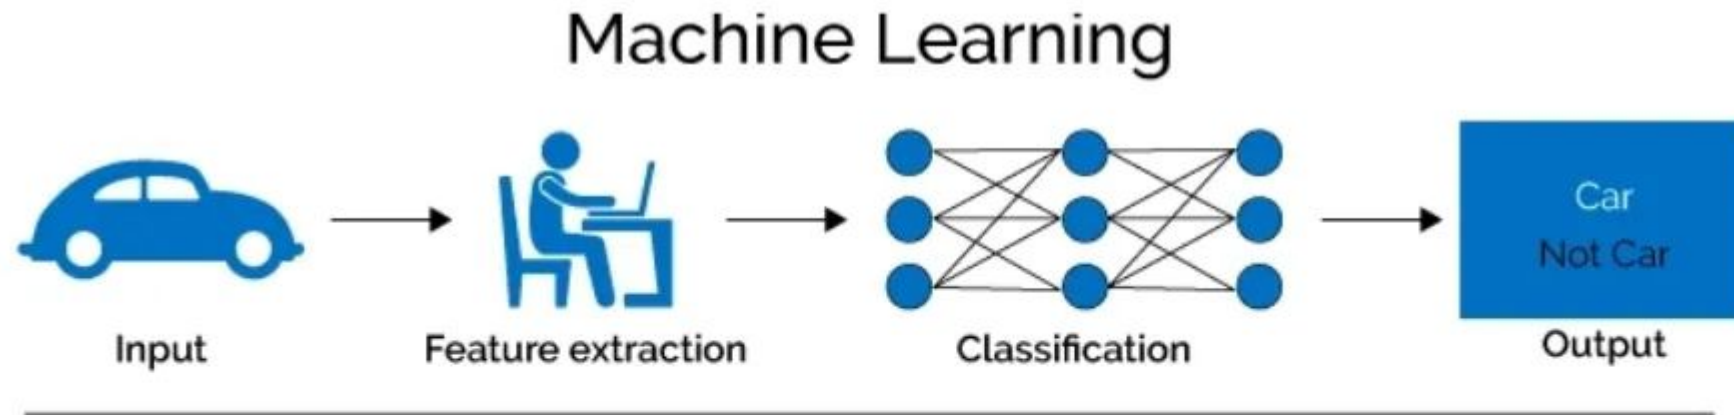 Machine Learning
Car
Not Car
Input
Feature extraction
Classification
Output